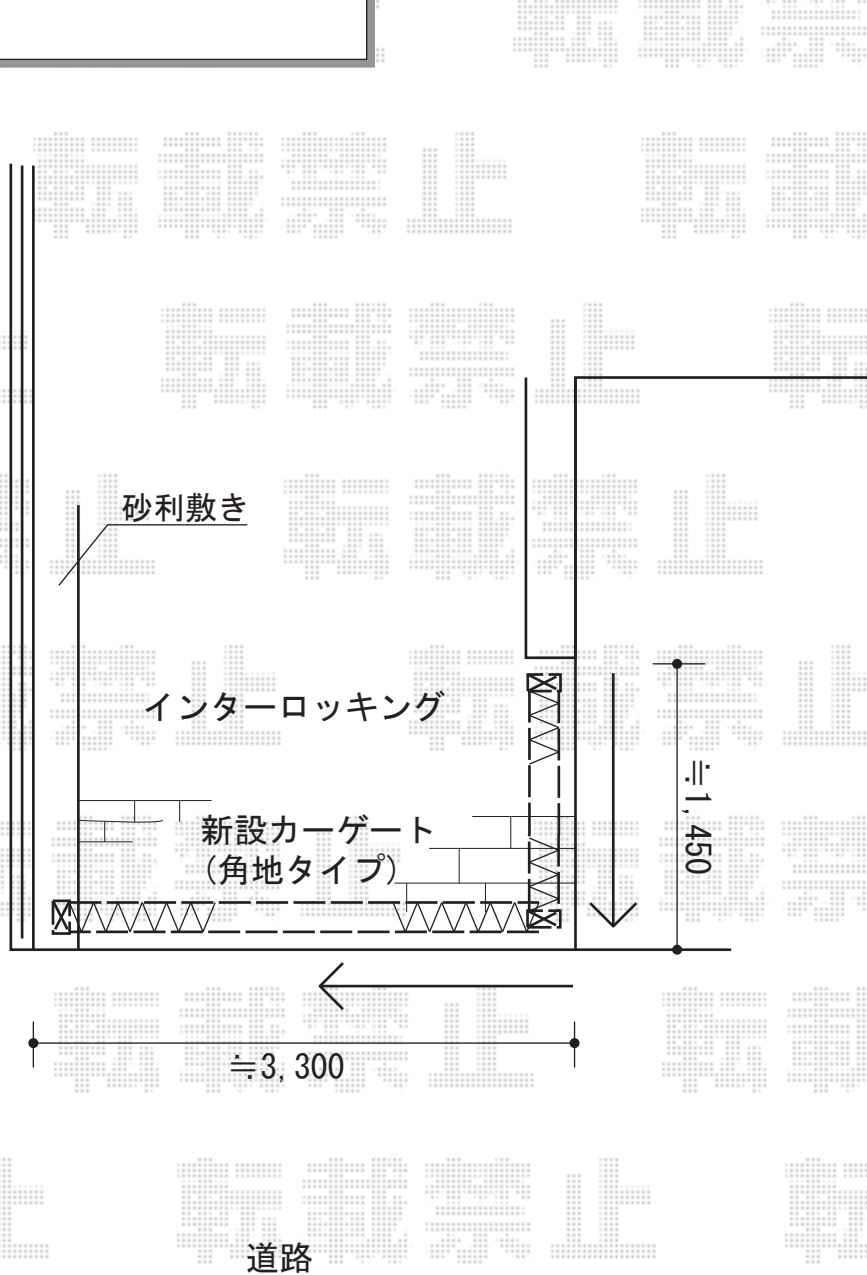 転載禁止
砂利敷き
インターロッキング
≒1,450
新設カーゲート
(角地タイプ)
≒3,300
道路